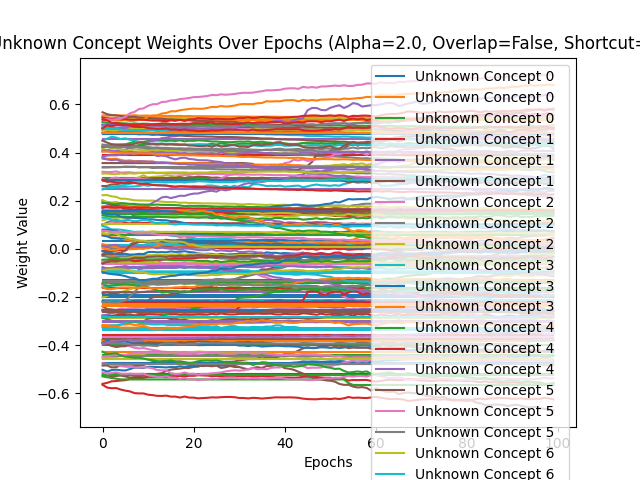 Unknown Concept Weights Over Epochs (Alpha=2.0, Overlap=False, Shortcut=
Weight Value
0.6
0.4
0.2
0.0
−0.2
−0.4
−0.6
0
20
40
60
80
100
Epochs
Unknown Concept 0
Unknown Concept 0
Unknown Concept 0
Unknown Concept 1
Unknown Concept 1
Unknown Concept 1
Unknown Concept 2
Unknown Concept 2
Unknown Concept 2
Unknown Concept 3
Unknown Concept 3
Unknown Concept 3
Unknown Concept 4
Unknown Concept 4
Unknown Concept 4
Unknown Concept 5
Unknown Concept 5
Unknown Concept 5
Unknown Concept 6
Unknown Concept 6